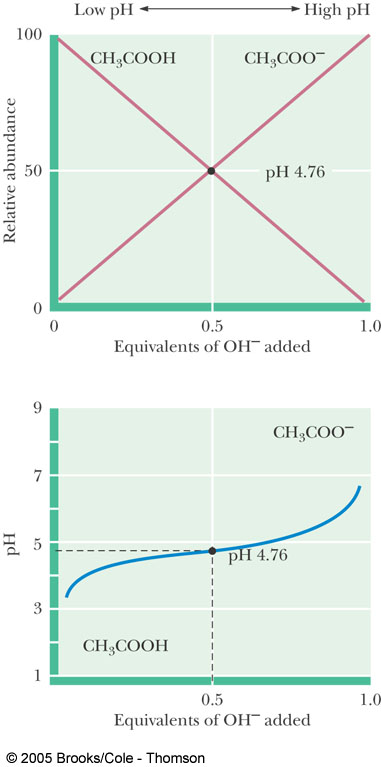 Low pH High pH
100
CH₃COOH CH₃COO⁻
Relative abundance
50
pH 4.76
0
0 0.5 1.0
Equivalents of OH⁻ added
9
CH₃COO⁻
7
pH
5
pH 4.76
3
CH₃COOH
1
0.5 1.0
Equivalents of OH⁻ added
© 2005 Brooks/Cole - Thomson